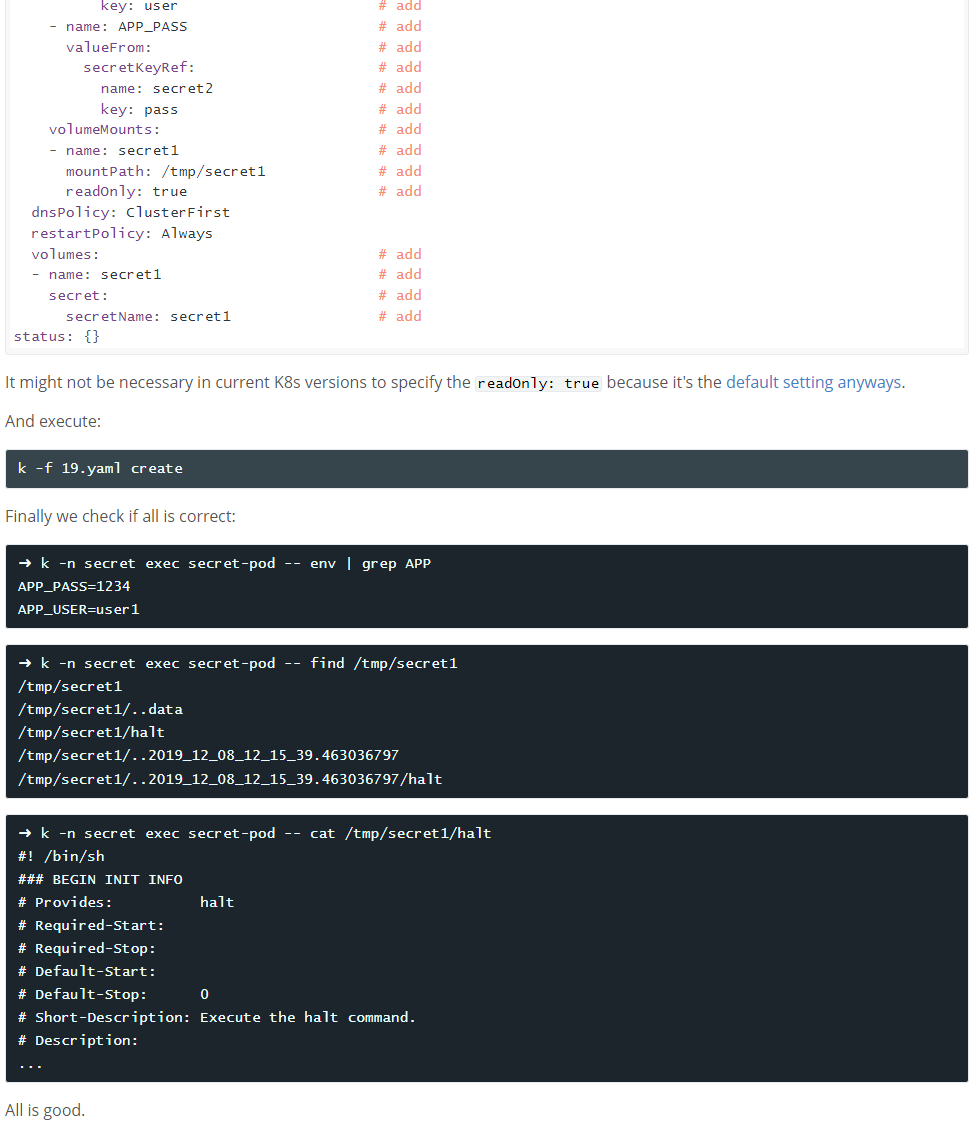 key: user                       # add
    - name: APP_PASS                      # add
      valueFrom:                          # add
        secretKeyRef:                     # add
          name: secret2                   # add
          key: pass                       # add
    volumeMounts:                         # add
    - name: secret1                       # add
      mountPath: /tmp/secret1             # add
      readOnly: true                      # add
  dnsPolicy: ClusterFirst
  restartPolicy: Always
  volumes:                                # add
  - name: secret1                         # add
    secret:                               # add
      secretName: secret1                 # add
status: {}
It might not be necessary in current K8s versions to specify the readOnly: true because it's the default setting anyways.
And execute:
k -f 19.yaml create
Finally we check if all is correct:
➜ k -n secret exec secret-pod -- env | grep APP
APP_PASS=1234
APP_USER=user1
➜ k -n secret exec secret-pod -- find /tmp/secret1
/tmp/secret1
/tmp/secret1/..data
/tmp/secret1/halt
/tmp/secret1/..2019_12_08_12_15_39.463036797
/tmp/secret1/..2019_12_08_12_15_39.463036797/halt
➜ k -n secret exec secret-pod -- cat /tmp/secret1/halt
#! /bin/sh
### BEGIN INIT INFO
# Provides:          halt
# Required-Start:
# Required-Stop:
# Default-Start:
# Default-Stop:      0
# Short-Description: Execute the halt command.
# Description:
...
All is good.